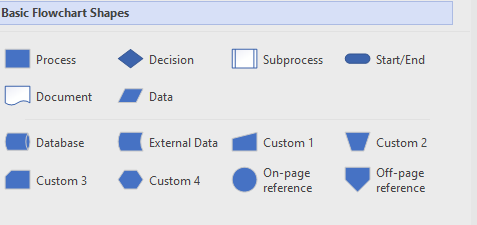 Basic Flowchart Shapes
Process
Decision
Subprocess
Start/End
Document
Data
Database
External Data
Custom 1
Custom 2
Custom 3
Custom 4
On-page
reference
Off-page
reference